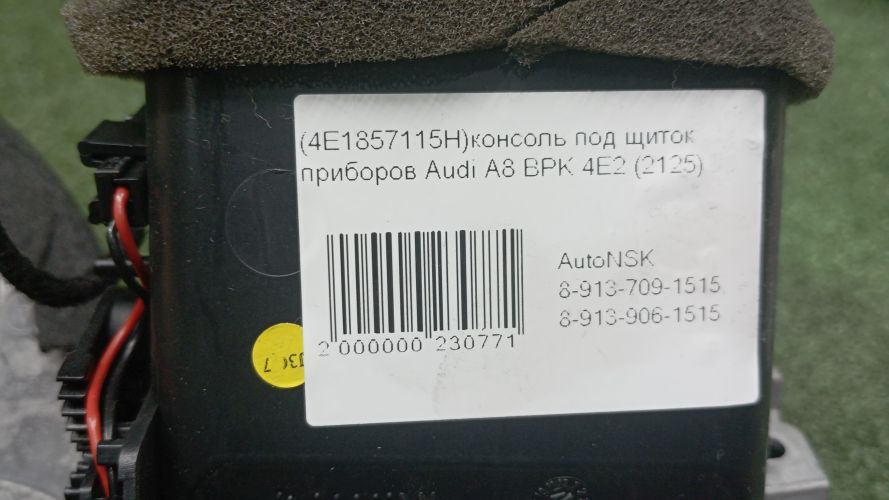 (4E1857115H)консоль под щиток
приборов Audi A8 BPK 4E2 (2125)
AutoNSK
8-913-709-1515
8-913-906-1515
2 000000 230771